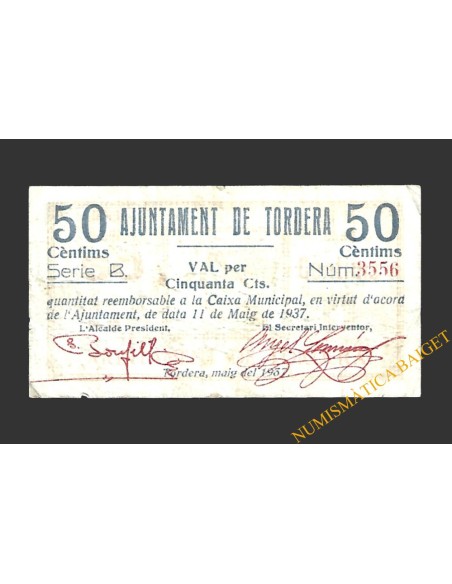 50 AJUNTAMENT DE TORDERA 50
Cèntims Cèntims
Serie B. VAL per Núm. 3556
Cinquanta Cts.
quantitat reemborsable a la Caixa Municipal, en virtut d'acord
de l'Ajuntament, de data 11 de Maig de 1937.
L'Alcalde President, El Secretari Interventor,
Tordera, maig del 1937
NUMISMÀTICA BAIGET